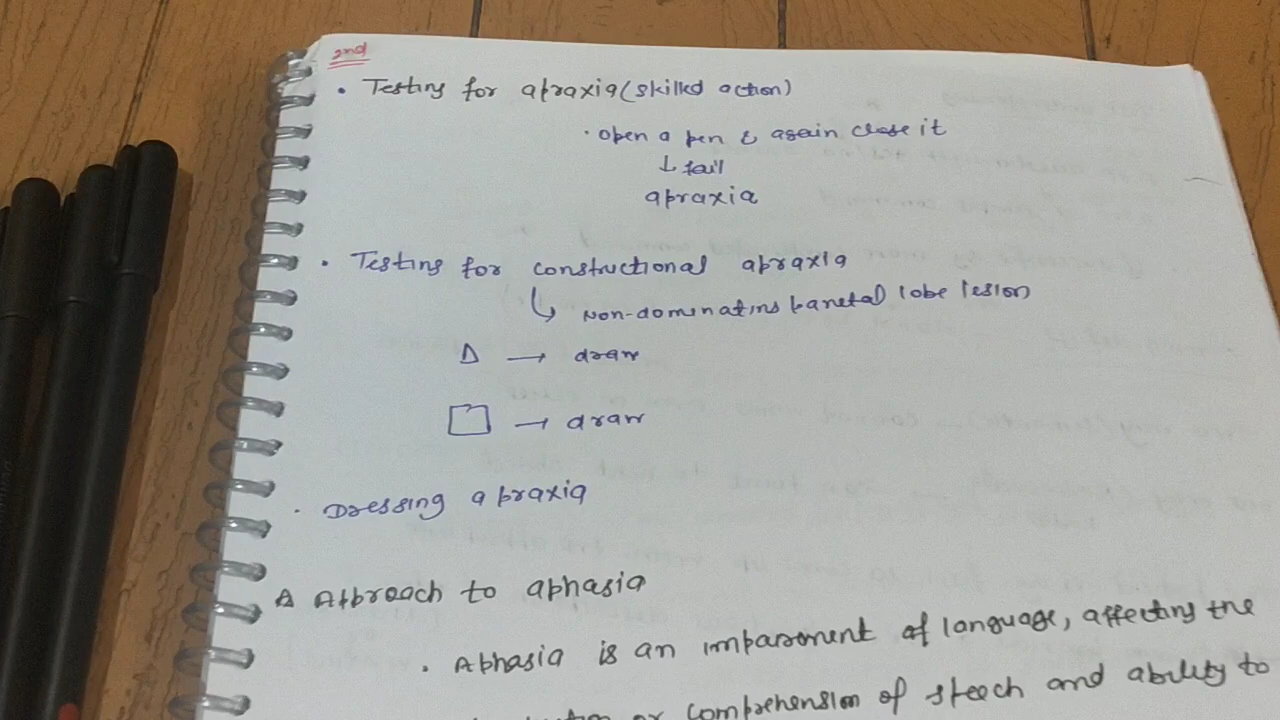 2nd
• Testing for apraxia (skilled action)
• open a pen & again close it
↓ fail
apraxia
• Testing for constructional apraxia
↳ Non-dominating parietal lobe lesion
△ → draw
□ → draw
• Dressing apraxia
Δ Approach to aphasia
• Aphasia is an impairment of language, affecting the
or comprehension of speech and ability to